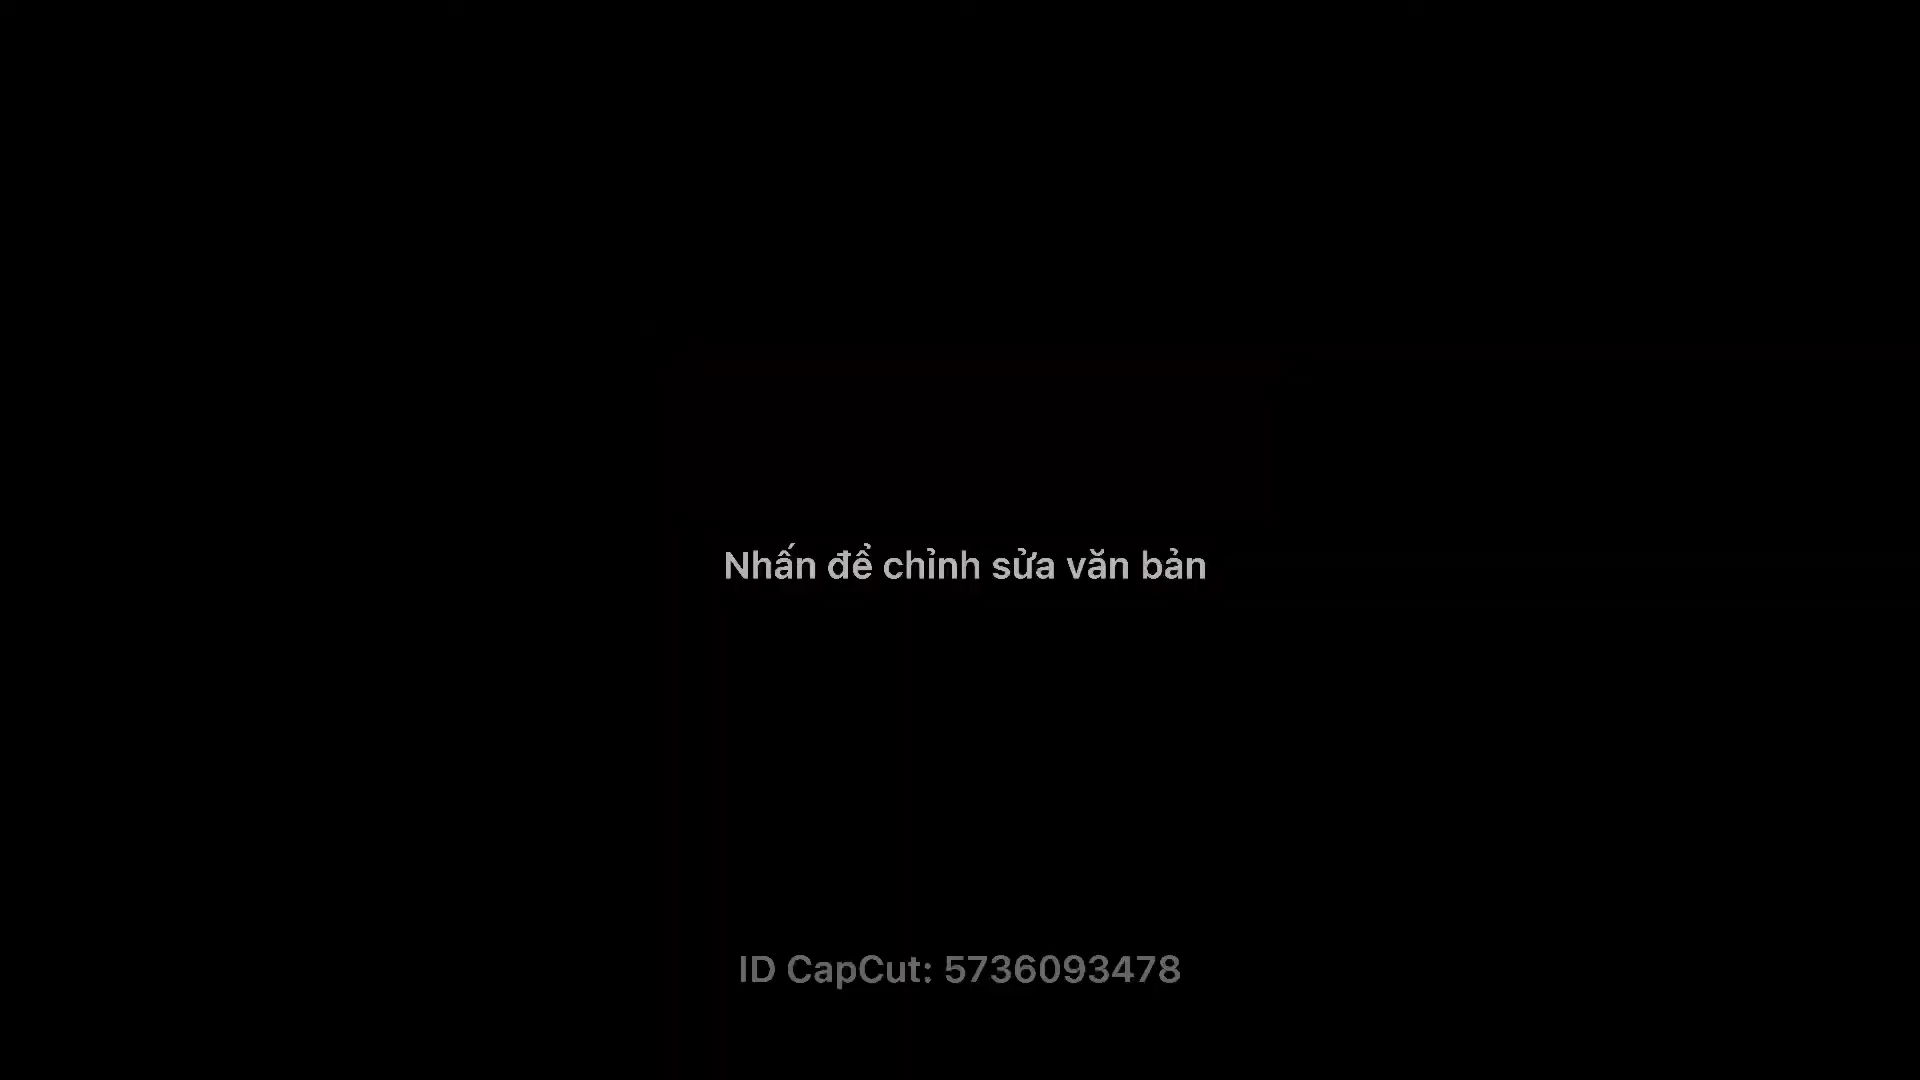 Nhấn để chỉnh sửa văn bản
ID CapCut: 5736093478